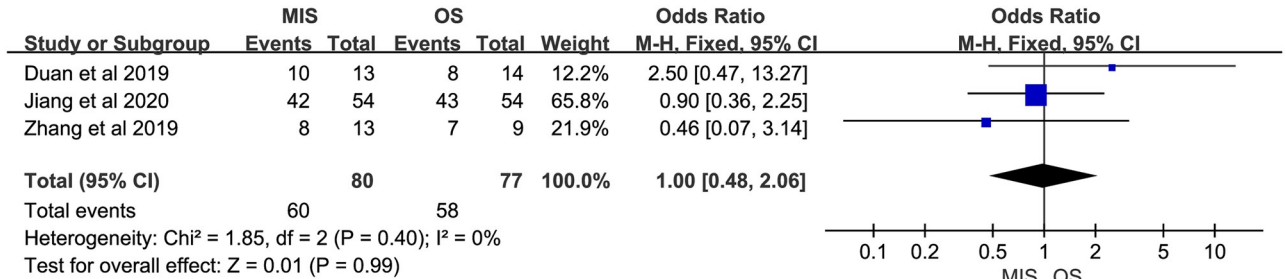 MIS OS Odds Ratio Odds Ratio
Study or Subgroup Events Total Events Total Weight M-H, Fixed, 95% CI M-H, Fixed, 95% CI
Duan et al 2019 10 13 8 14 12.2% 2.50 [0.47, 13.27]
Jiang et al 2020 42 54 43 54 65.8% 0.90 [0.36, 2.25]
Zhang et al 2019 8 13 7 9 21.9% 0.46 [0.07, 3.14]
Total (95% CI) 80 77 100.0% 1.00 [0.48, 2.06]
Total events 60 58
Heterogeneity: Chi² = 1.85, df = 2 (P = 0.40); I² = 0%
Test for overall effect: Z = 0.01 (P = 0.99)
0.1 0.2 0.5 1 2 5 10
MIS OS